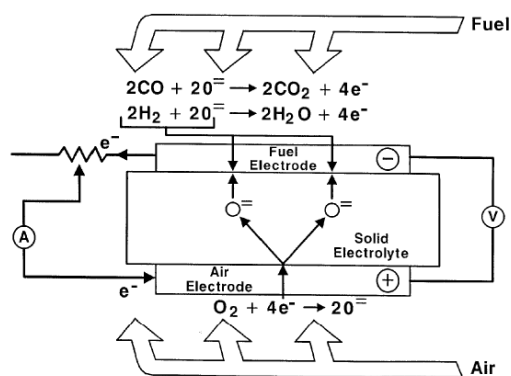 Fuel
2CO + 2O⁼ → 2CO₂ + 4e⁻
2H₂ + 2O⁼ → 2H₂O + 4e⁻
e⁻
Fuel
Electrode
−
O⁼ O⁼
V
A
Solid
Electrolyte
Air
Electrode
+
e⁻
O₂ + 4e⁻ → 2O⁼
Air